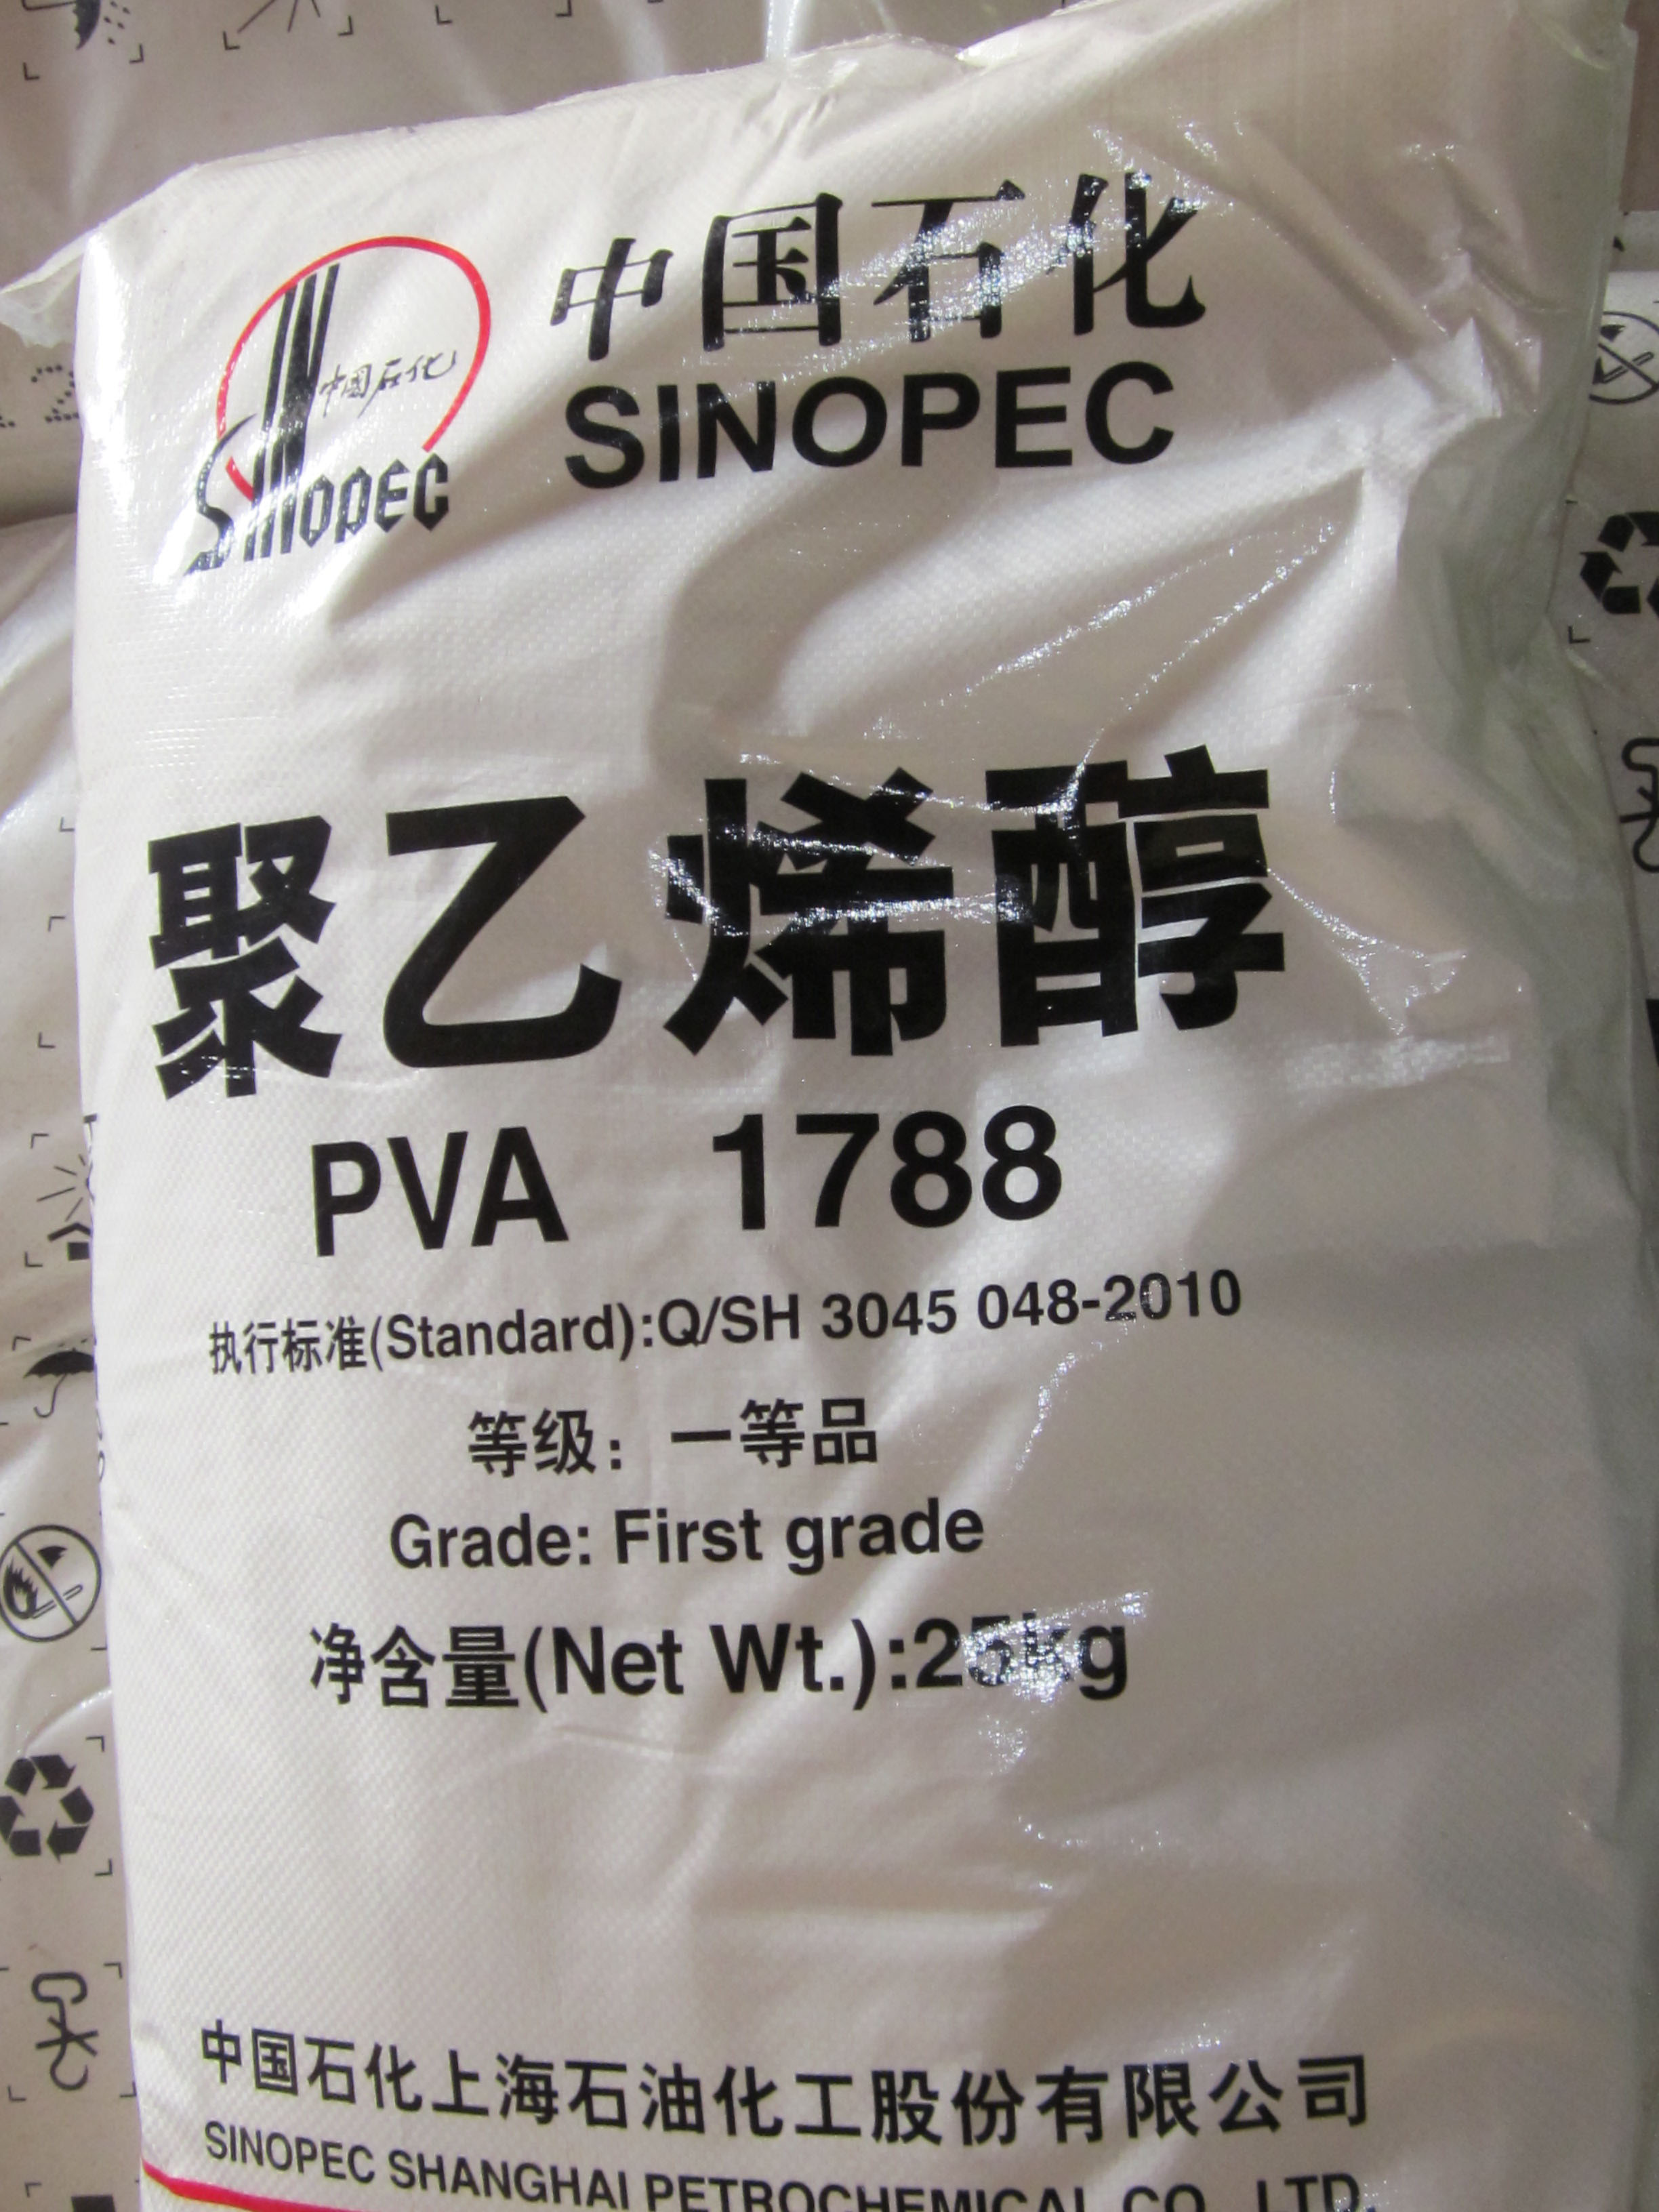 中国石化
SINOPEC
中国石化
SINOPEC
聚乙烯醇
PVA 1788
执行标准(Standard):Q/SH 3045 048-2010
等级：一等品
Grade: First grade
净含量(Net Wt.):25kg
中国石化上海石油化工股份有限公司
SINOPEC SHANGHAI PETROCHEMICAL CO., LTD.